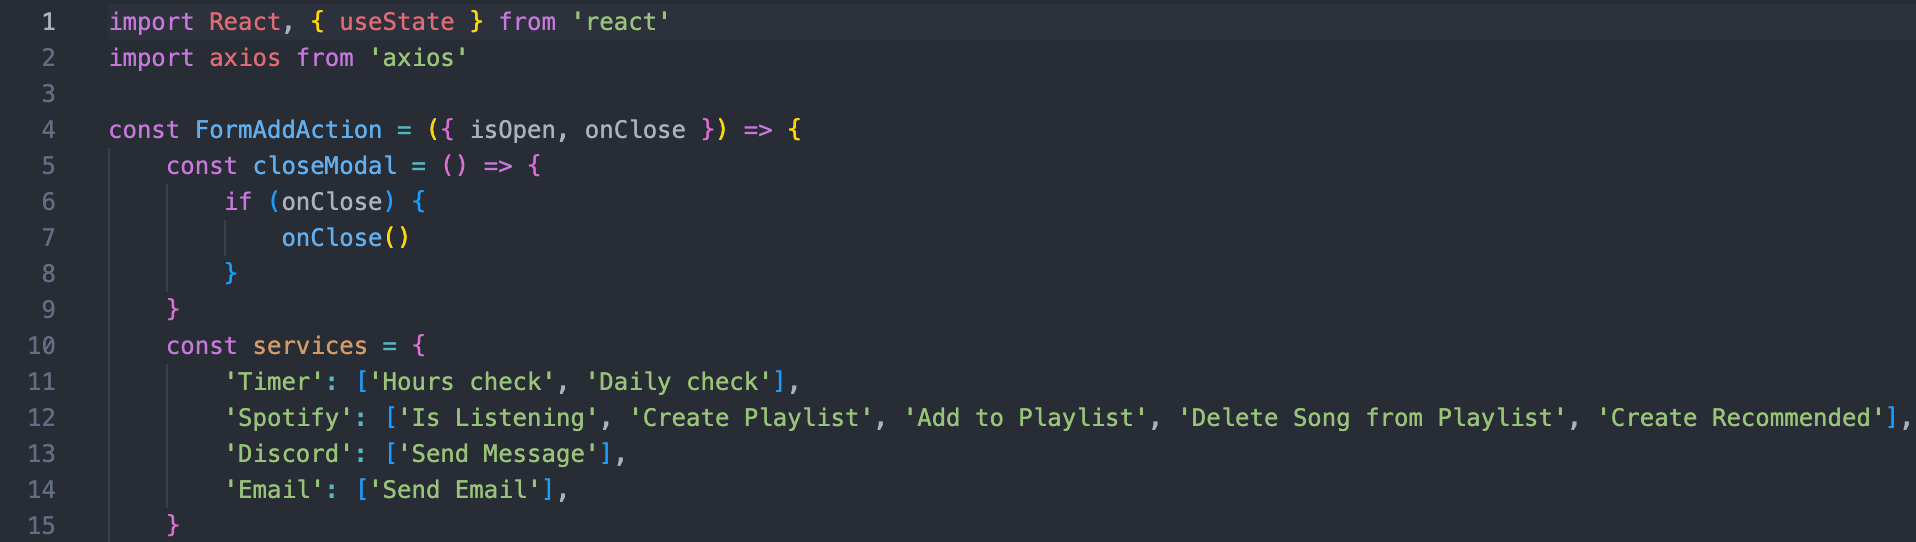 1 import React, { useState } from 'react'
2 import axios from 'axios'
3
4 const FormAddAction = ({ isOpen, onClose }) => {
5 const closeModal = () => {
6 if (onClose) {
7 onClose()
8 }
9 }
10 const services = {
11 'Timer': ['Hours check', 'Daily check'],
12 'Spotify': ['Is Listening', 'Create Playlist', 'Add to Playlist', 'Delete Song from Playlist', 'Create Recommended'],
13 'Discord': ['Send Message'],
14 'Email': ['Send Email'],
15 }